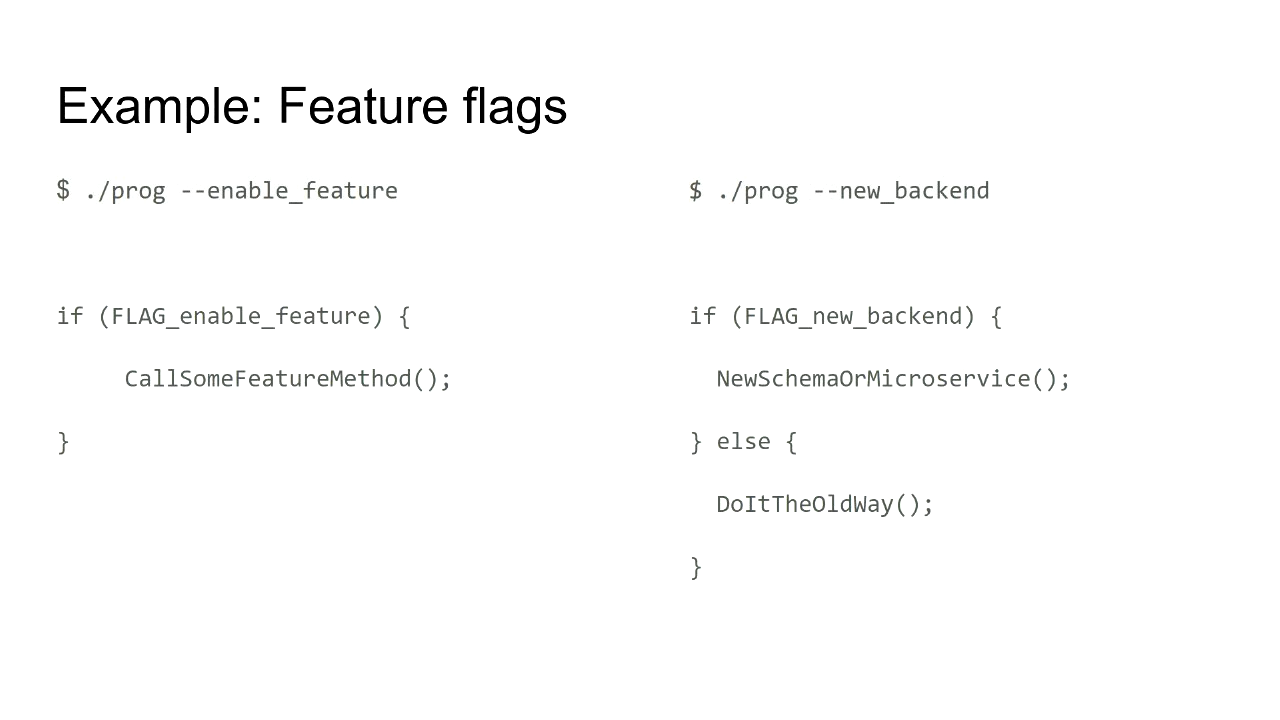 Example: Feature flags
$ ./prog --enable_feature
if (FLAG_enable_feature) {
CallSomeFeatureMethod();
}
$ ./prog --new_backend
if (FLAG_new_backend) {
NewSchemaOrMicroservice();
} else {
DoItTheOldWay();
}